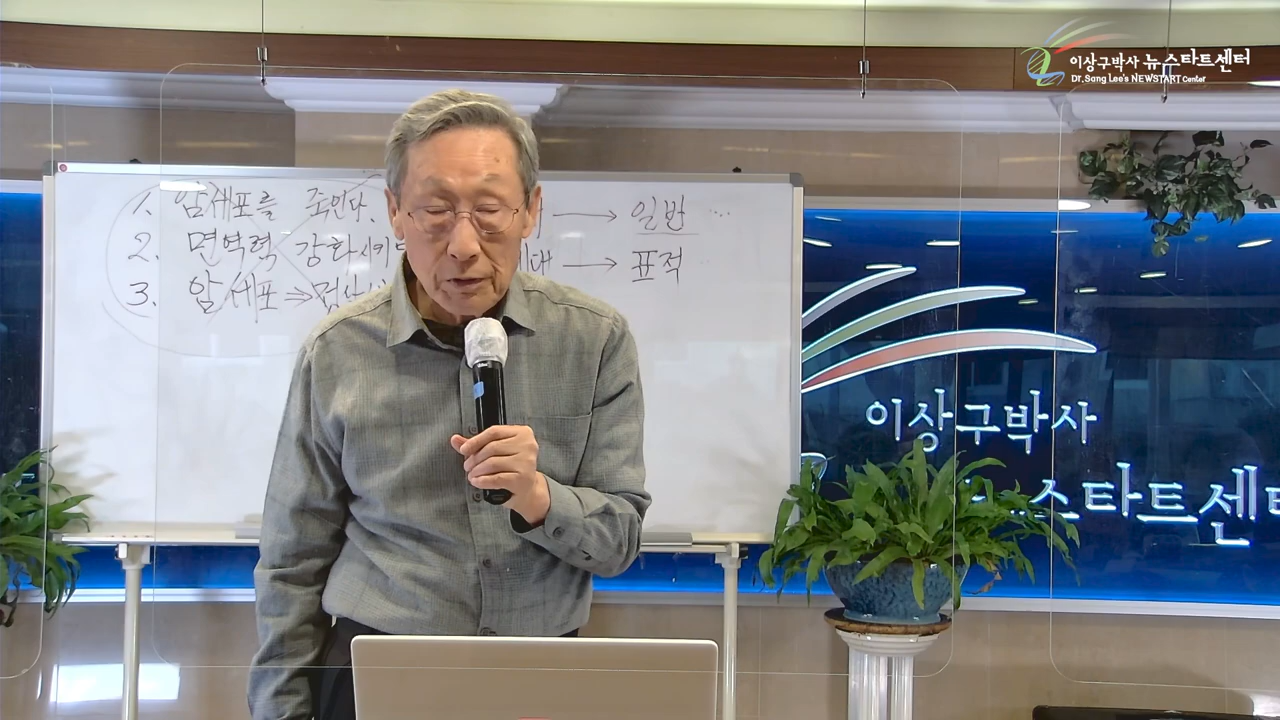 이상구박사 뉴스타트센터
Dr. Sang Lee's NEWSTART Center
1. 암세포를 죽인다. → 일반 ...
2. 면역력 강화시키 세대 → 표적
3. 암세포 ⇒
이상구박사
스타트센터